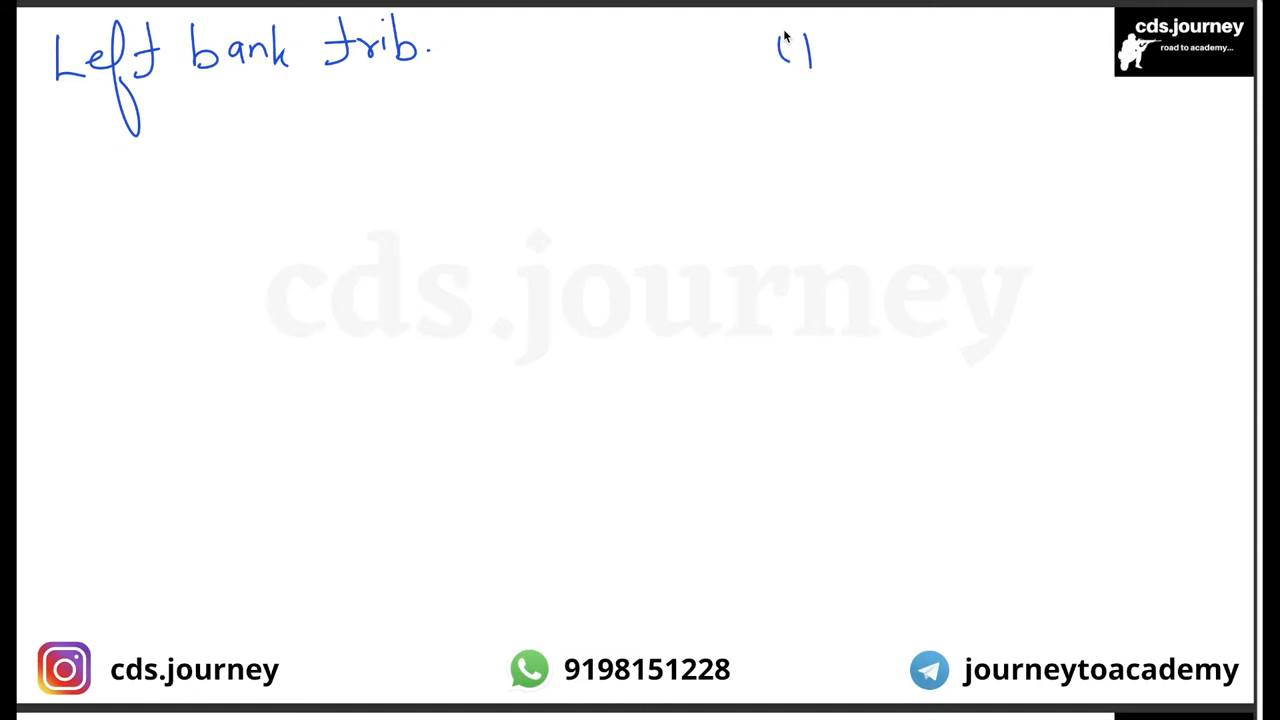 Left bank trib.
cds.journey
road to academy...
cds.journey
cds.journey
9198151228
journeytoacademy